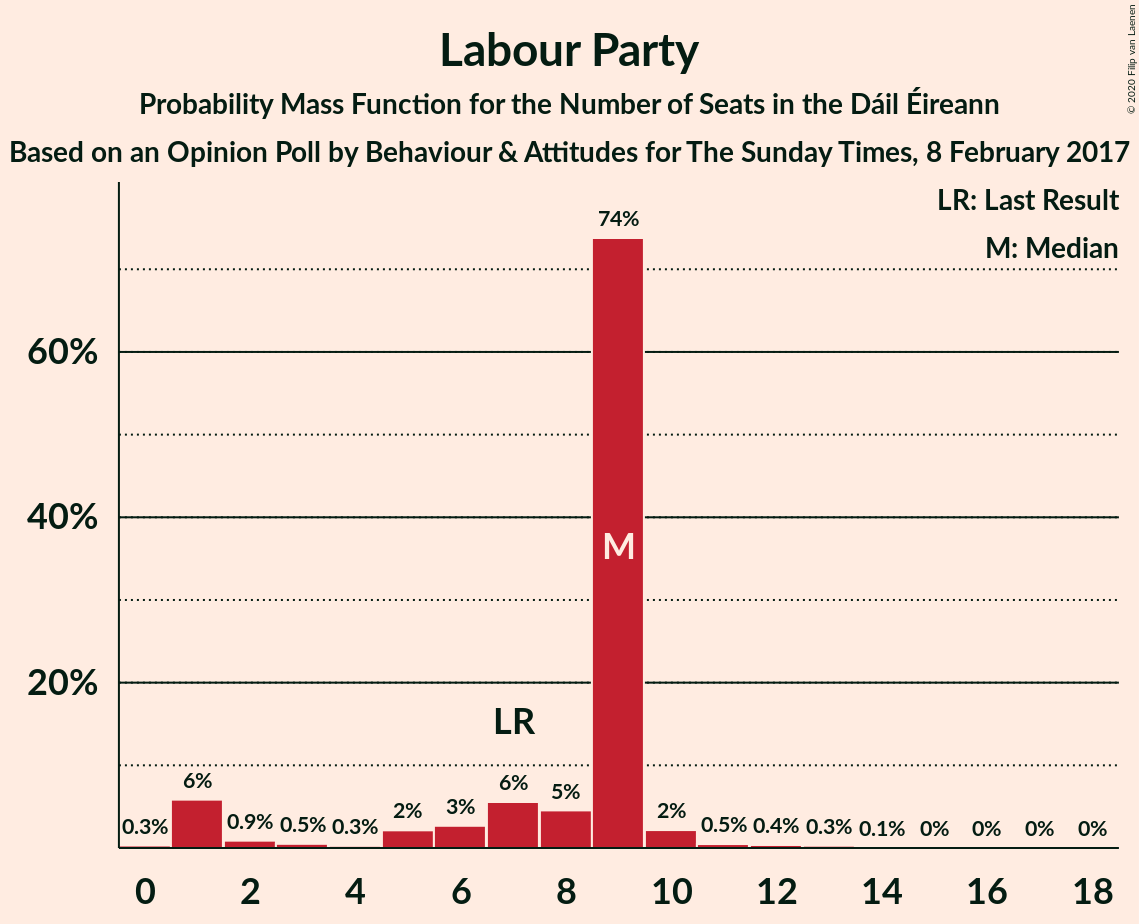 Labour Party
Probability Mass Function for the Number of Seats in the Dáil Éireann
Based on an Opinion Poll by Behaviour & Attitudes for The Sunday Times, 8 February 2017
© 2020 Filip van Laenen
LR: Last Result
M: Median
74%
60%
40%
M
20%
LR
0.3% 6% 0.9% 0.5% 0.3% 2% 3% 6% 5% 2% 0.5% 0.4% 0.3% 0.1% 0% 0% 0% 0%
0 2 4 6 8 10 12 14 16 18